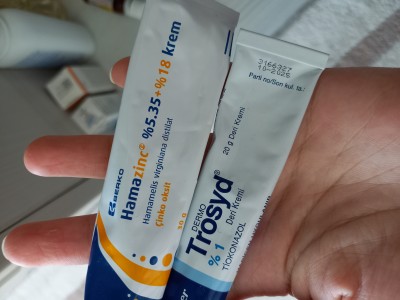 BERKO
Hamazinc® %5.35+%18 krem
Hamamelis virginiana distilat
Çinko oksit
30 g
DERMO
Trosyd®
% 1 Deri Kremi
TİOKONAZOL
20 g Deri Kremi
Parti no/Son kul. ta.: